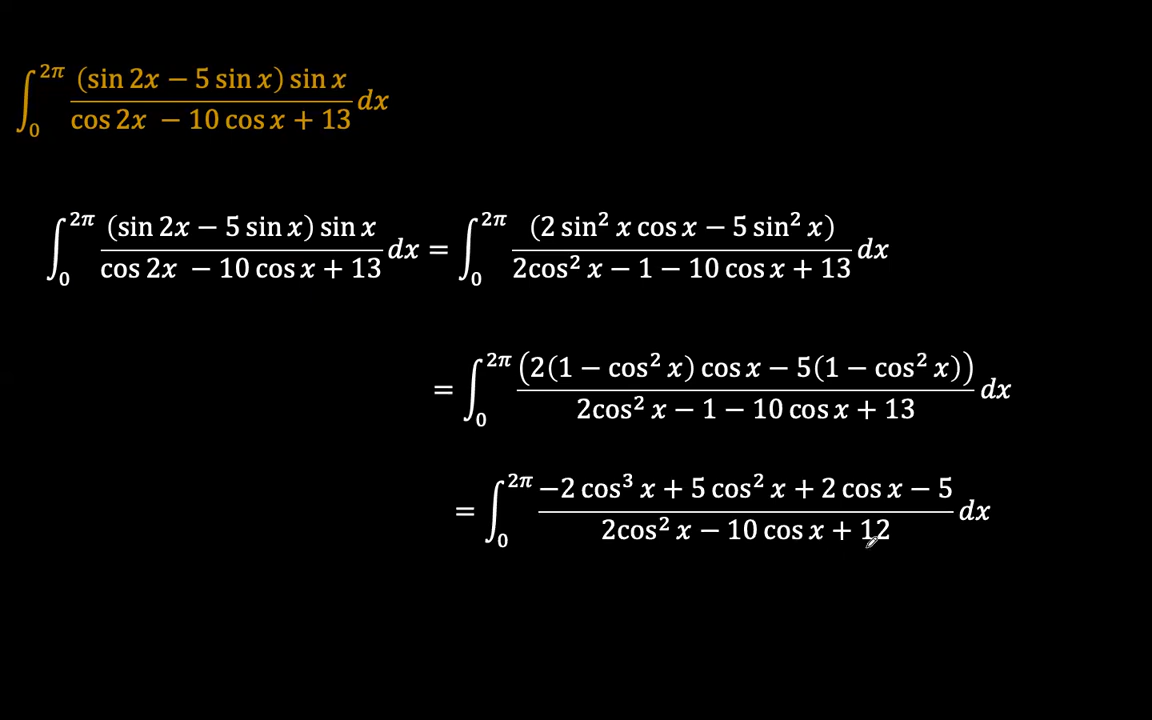 ∫₀^{2π} (sin 2x − 5 sin x) sin x / (cos 2x − 10 cos x + 13) dx
∫₀^{2π} (sin 2x − 5 sin x) sin x / (cos 2x − 10 cos x + 13) dx = ∫₀^{2π} (2 sin² x cos x − 5 sin² x) / (2cos² x − 1 − 10 cos x + 13) dx
= ∫₀^{2π} (2(1 − cos² x) cos x − 5(1 − cos² x)) / (2cos² x − 1 − 10 cos x + 13) dx
= ∫₀^{2π} (−2 cos³ x + 5 cos² x + 2 cos x − 5) / (2cos² x − 10 cos x + 12) dx